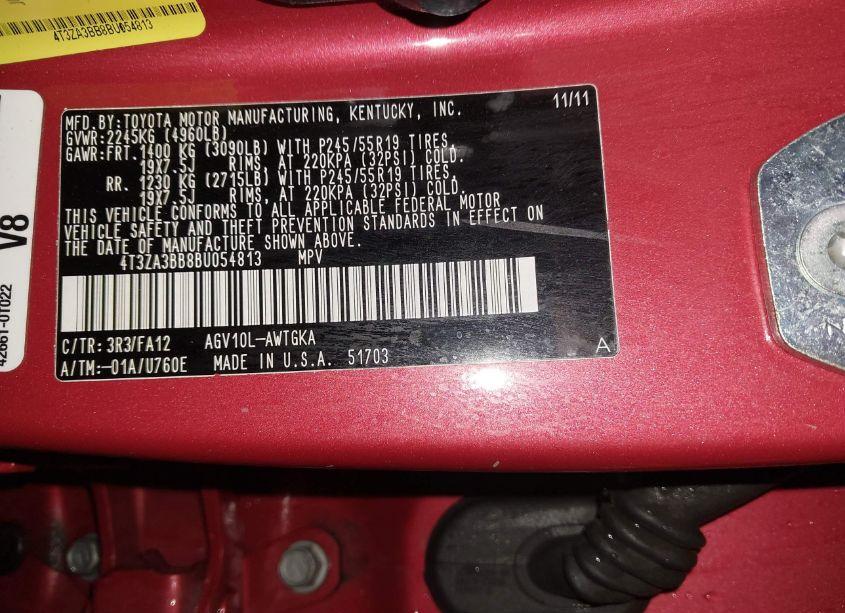 4T3ZA3BB8BU054813
MFD.BY:TOYOTA MOTOR MANUFACTURING, KENTUCKY, INC. 11/11
GVWR:2245KG (4960LB)
GAWR:FRT.1400 KG (3090LB) WITH P245/55R19 TIRES,
19X7.5J RIMS, AT 220KPA (32PSI) COLD.
RR. 1230 KG (2715LB) WITH P245/55R19 TIRES,
19X7.5J RIMS, AT 220KPA (32PSI) COLD.
THIS VEHICLE CONFORMS TO ALL APPLICABLE FEDERAL MOTOR
VEHICLE SAFETY AND THEFT PREVENTION STANDARDS IN EFFECT ON
THE DATE OF MANUFACTURE SHOWN ABOVE.
4T3ZA3BB8BU054813 MPV
C/TR: 3R3/FA12 AGV10L-AWTGKA
A/TM:-01A/U760E MADE IN U.S.A. 51703 A
V8
42661-0T022